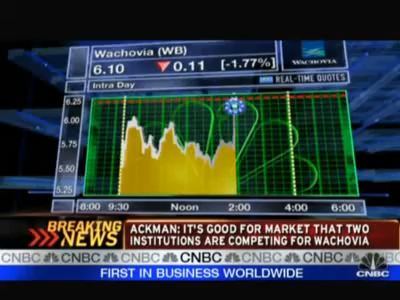 Wachovia (WB)
6.10 ▼ 0.11 [-1.77%]
WACHOVIA
REAL-TIME QUOTES
Intra Day
6.25
6.00
5.75
5.50
5.25
8:00 9:30 Noon 2:00 4:00 6:00
BREAKING NEWS
ACKMAN: IT'S GOOD FOR MARKET THAT TWO
INSTITUTIONS ARE COMPETING FOR WACHOVIA
CNBC CNBC CNBC CNBC CNBC CNBC CNBC
FIRST IN BUSINESS WORLDWIDE
CNBC